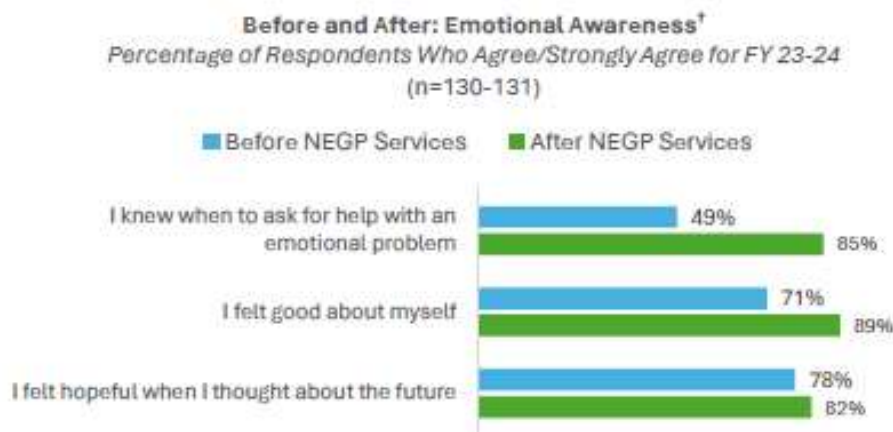 Before and After: Emotional Awareness†
Percentage of Respondents Who Agree/Strongly Agree for FY 23-24
(n=130-131)
Before NEGP Services After NEGP Services
I knew when to ask for help with an
emotional problem
49%
85%
I felt good about myself
71%
89%
I felt hopeful when I thought about the future
78%
82%